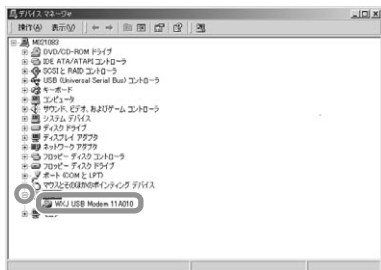 デバイス マネージャ
操作(A) 表示(V)
M021083
DVD/CD-ROM ドライブ
IDE ATA/ATAPI コントローラ
SCSI と RAID コントローラ
USB (Universal Serial Bus) コントローラ
キーボード
コンピュータ
サウンド、ビデオ、およびゲーム コントローラ
システム デバイス
ディスク ドライブ
ディスプレイ アダプタ
ネットワーク アダプタ
フロッピー ディスク コントローラ
フロッピー ディスク ドライブ
ポート (COM と LPT)
マウスとそのほかのポインティング デバイス
WXJ USB Modem 11A010